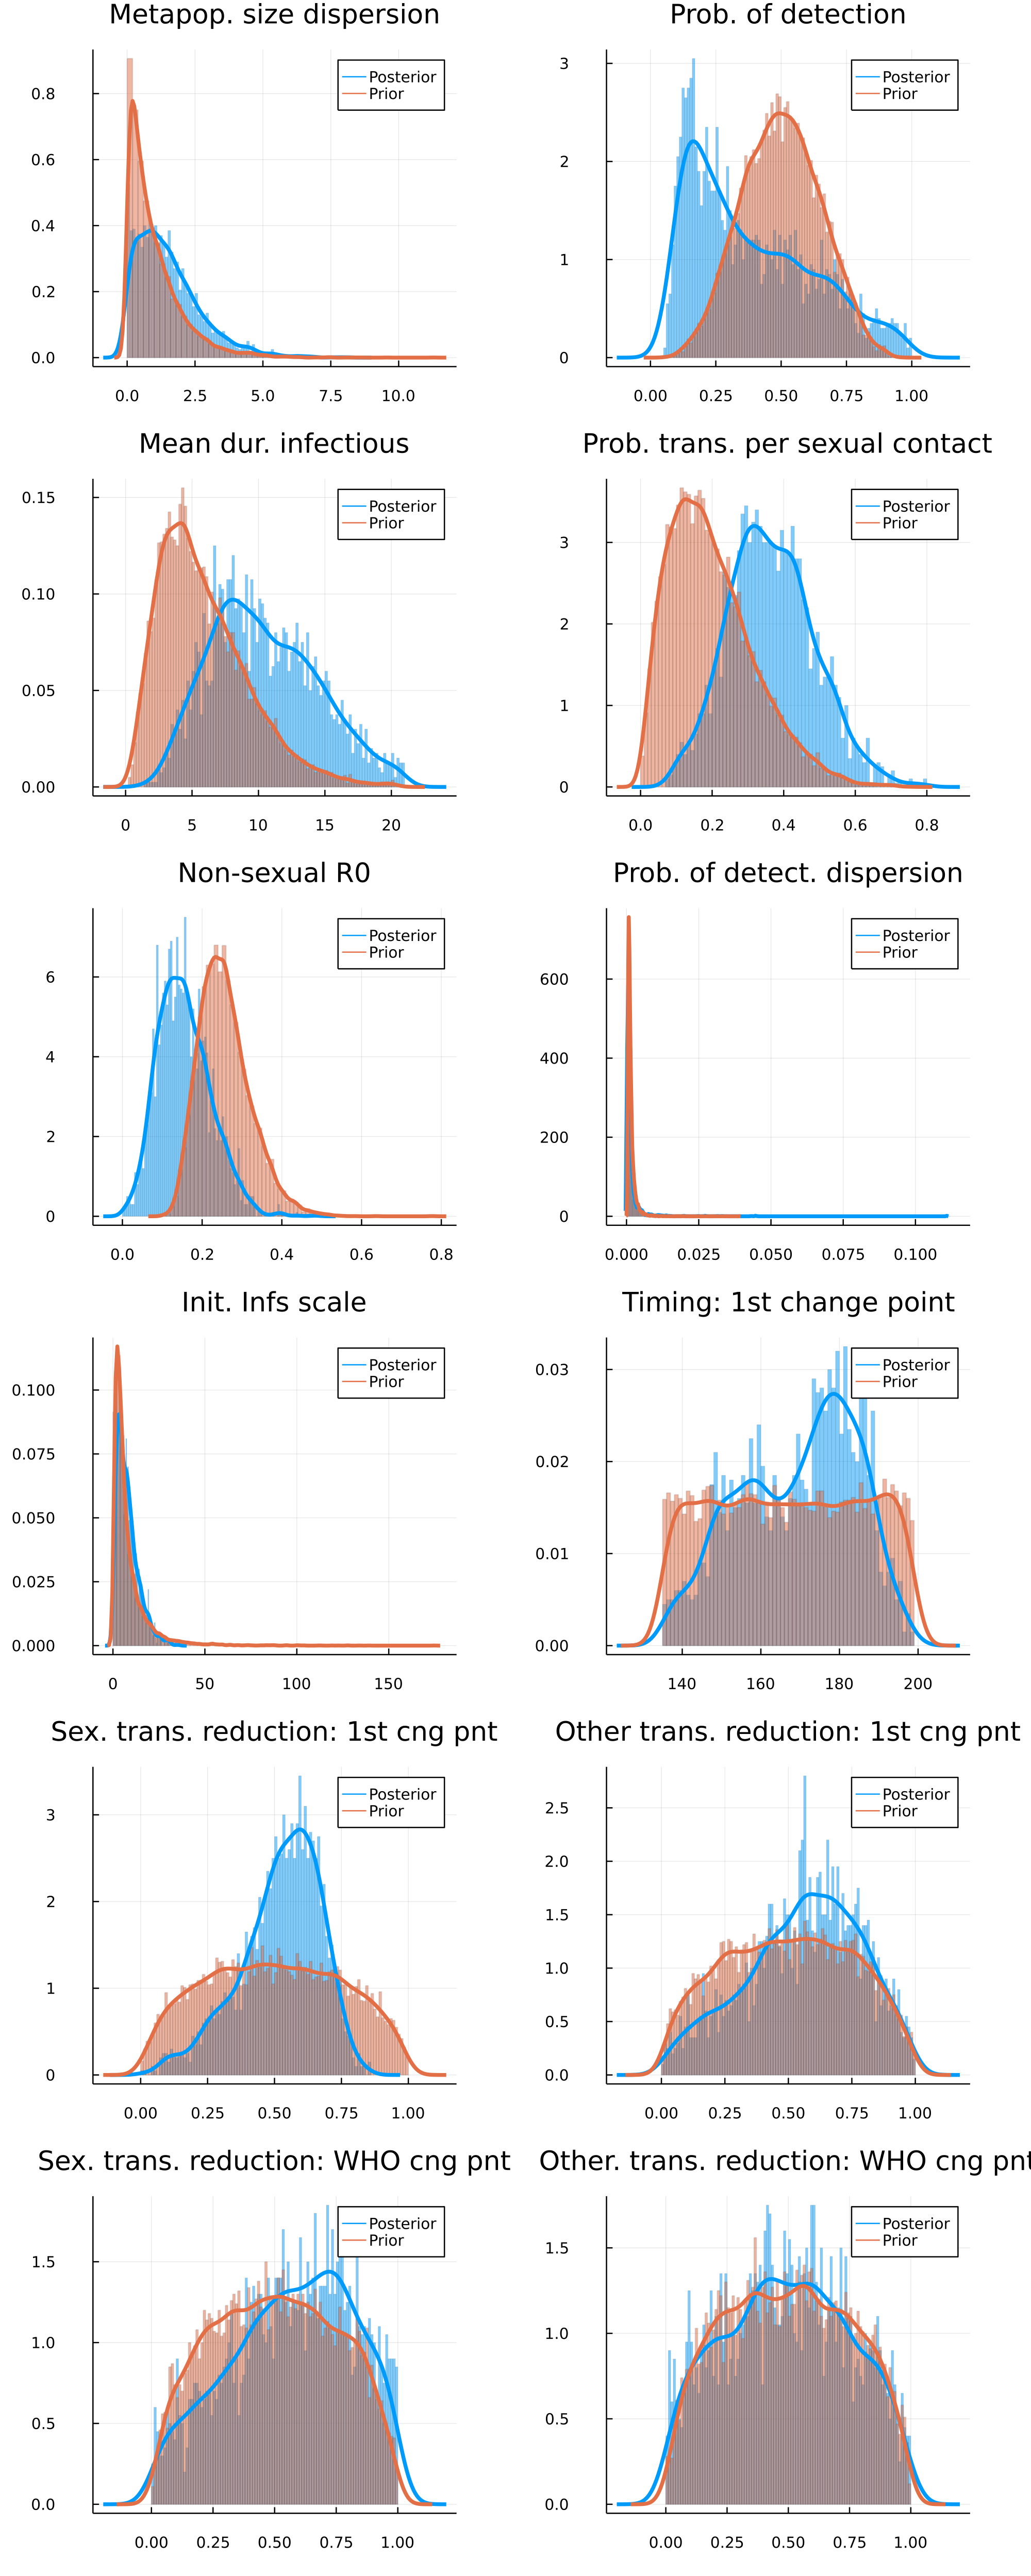 Metapop. size dispersion
Prob. of detection
Posterior
Prior
0.8
0.6
0.4
0.2
0.0
0.0 2.5 5.0 7.5 10.0
Posterior
Prior
3
2
1
0
0.00 0.25 0.50 0.75 1.00
Mean dur. infectious
Prob. trans. per sexual contact
Posterior
Prior
0.15
0.10
0.05
0.00
0 5 10 15 20
Posterior
Prior
3
2
1
0
0.0 0.2 0.4 0.6 0.8
Non-sexual R0
Prob. of detect. dispersion
Posterior
Prior
6
4
2
0
0.0 0.2 0.4 0.6 0.8
Posterior
Prior
600
400
200
0
0.000 0.025 0.050 0.075 0.100
Init. Infs scale
Timing: 1st change point
Posterior
Prior
0.100
0.075
0.050
0.025
0.000
0 50 100 150
Posterior
Prior
0.03
0.02
0.01
0.00
140 160 180 200
Sex. trans. reduction: 1st cng pnt
Other trans. reduction: 1st cng pnt
Posterior
Prior
3
2
1
0
0.00 0.25 0.50 0.75 1.00
Posterior
Prior
2.5
2.0
1.5
1.0
0.5
0.0
0.00 0.25 0.50 0.75 1.00
Sex. trans. reduction: WHO cng pnt
Other. trans. reduction: WHO cng pnt
Posterior
Prior
1.5
1.0
0.5
0.0
0.00 0.25 0.50 0.75 1.00
Posterior
Prior
1.5
1.0
0.5
0.0
0.00 0.25 0.50 0.75 1.00